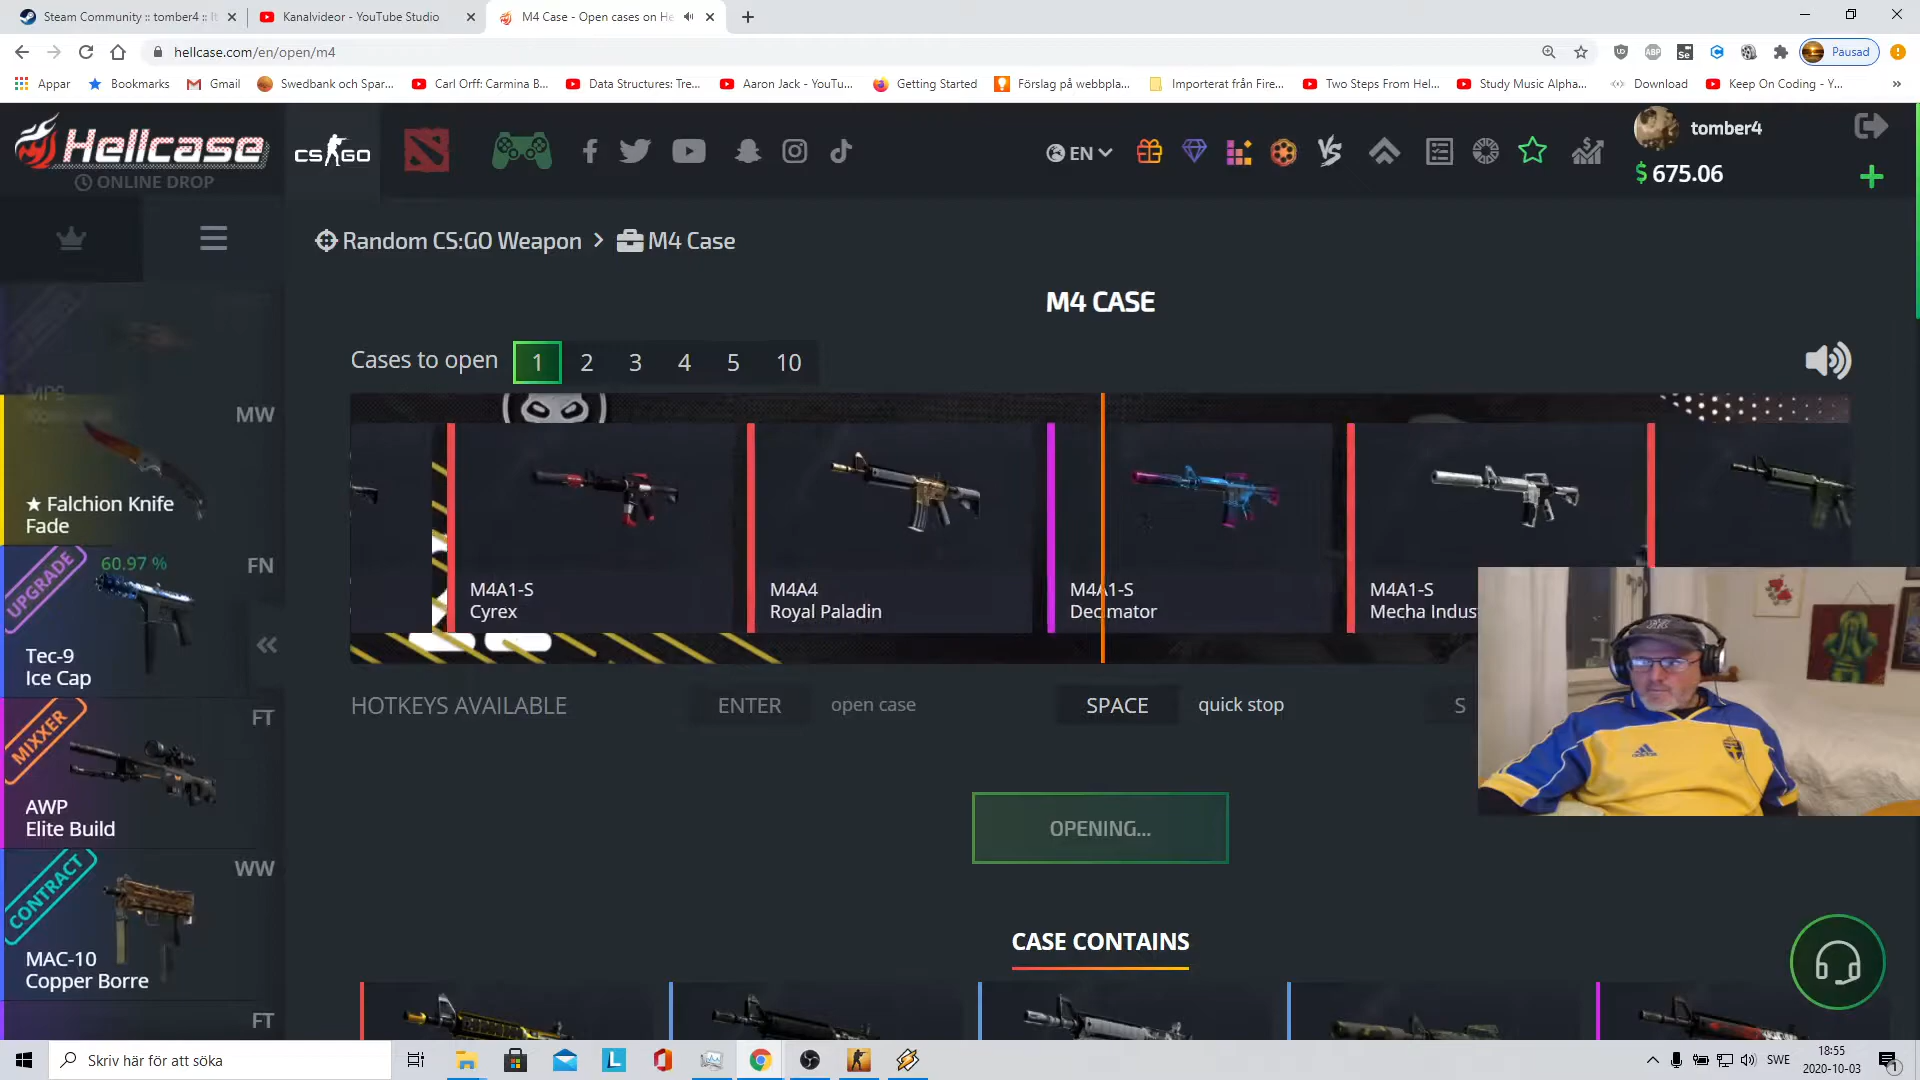 Steam Community :: tomber4 :: It
Kanalvideor - YouTube Studio
M4 Case - Open cases on He
hellcase.com/en/open/m4
Pausad
Appar
Bookmarks
Gmail
Swedbank och Spar...
Carl Orff: Carmina B...
Data Structures: Tre...
Aaron Jack - YouTu...
Getting Started
Förslag på webbpla...
Importerat från Fire...
Two Steps From Hel...
Study Music Alpha...
Download
Keep On Coding - Y...
Hellcase
ONLINE DROP
CS:GO
EN
tomber4
$ 675.06
Random CS:GO Weapon > M4 Case
M4 CASE
Cases to open 1 2 3 4 5 10
MP9
MW
★ Falchion Knife
Fade
UPGRADE
60.97 %
FN
Tec-9
Ice Cap
MIXXER
FT
AWP
Elite Build
CONTRACT
WW
MAC-10
Copper Borre
FT
M4A1-S
Cyrex
M4A4
Royal Paladin
M4A1-S
Decimator
M4A1-S
Mecha Indus
HOTKEYS AVAILABLE ENTER open case SPACE quick stop S
OPENING...
CASE CONTAINS
Skriv här för att söka
SWE
18:55
2020-10-03